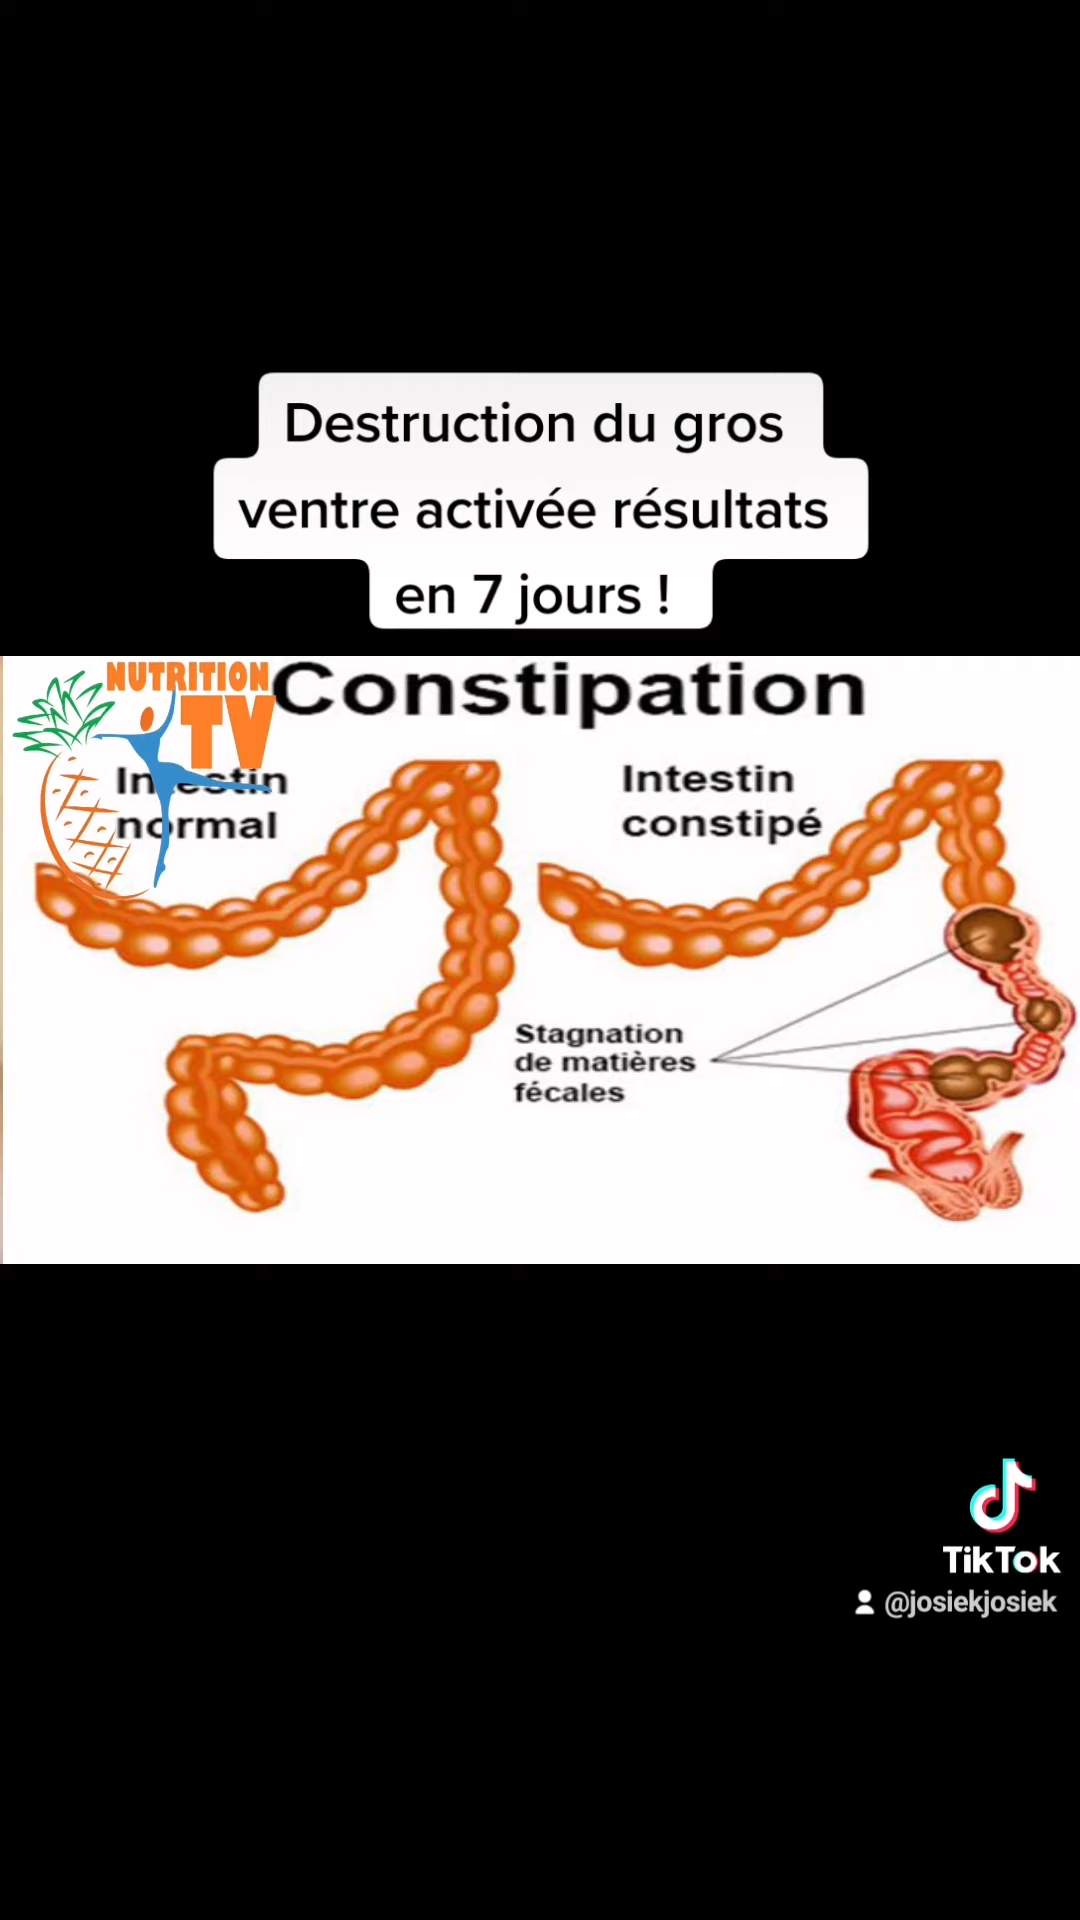 Destruction du gros
ventre activée résultats
en 7 jours !
NUTRITION
TV
Constipation
Intestin
normal
Intestin
constipé
Stagnation
de matières
fécales
TikTok
@josiekjosiek